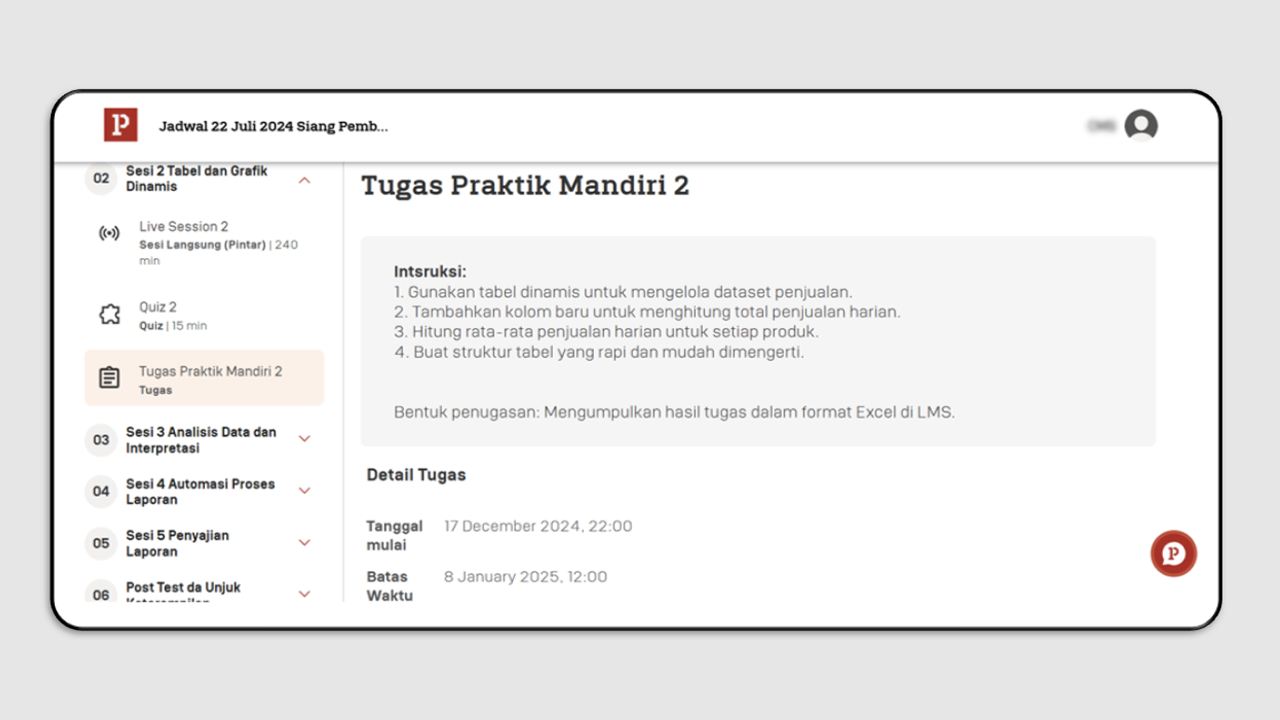 P
Jadwal 22 Juli 2024 Siang Pemb...
02
Sesi 2 Tabel dan Grafik
Dinamis
Live Session 2
Sesi Langsung (Pintar) | 240
min
Quiz 2
Quiz | 15 min
Tugas Praktik Mandiri 2
Tugas
03
Sesi 3 Analisis Data dan
Interpretasi
04
Sesi 4 Automasi Proses
Laporan
05
Sesi 5 Penyajian
Laporan
06
Post Test da Unjuk
Tugas Praktik Mandiri 2
Intsruksi:
1. Gunakan tabel dinamis untuk mengelola dataset penjualan.
2. Tambahkan kolom baru untuk menghitung total penjualan harian.
3. Hitung rata-rata penjualan harian untuk setiap produk.
4. Buat struktur tabel yang rapi dan mudah dimengerti.
Bentuk penugasan: Mengumpulkan hasil tugas dalam format Excel di LMS.
Detail Tugas
Tanggal
mulai
17 December 2024, 22:00
Batas
Waktu
8 January 2025, 12:00
P